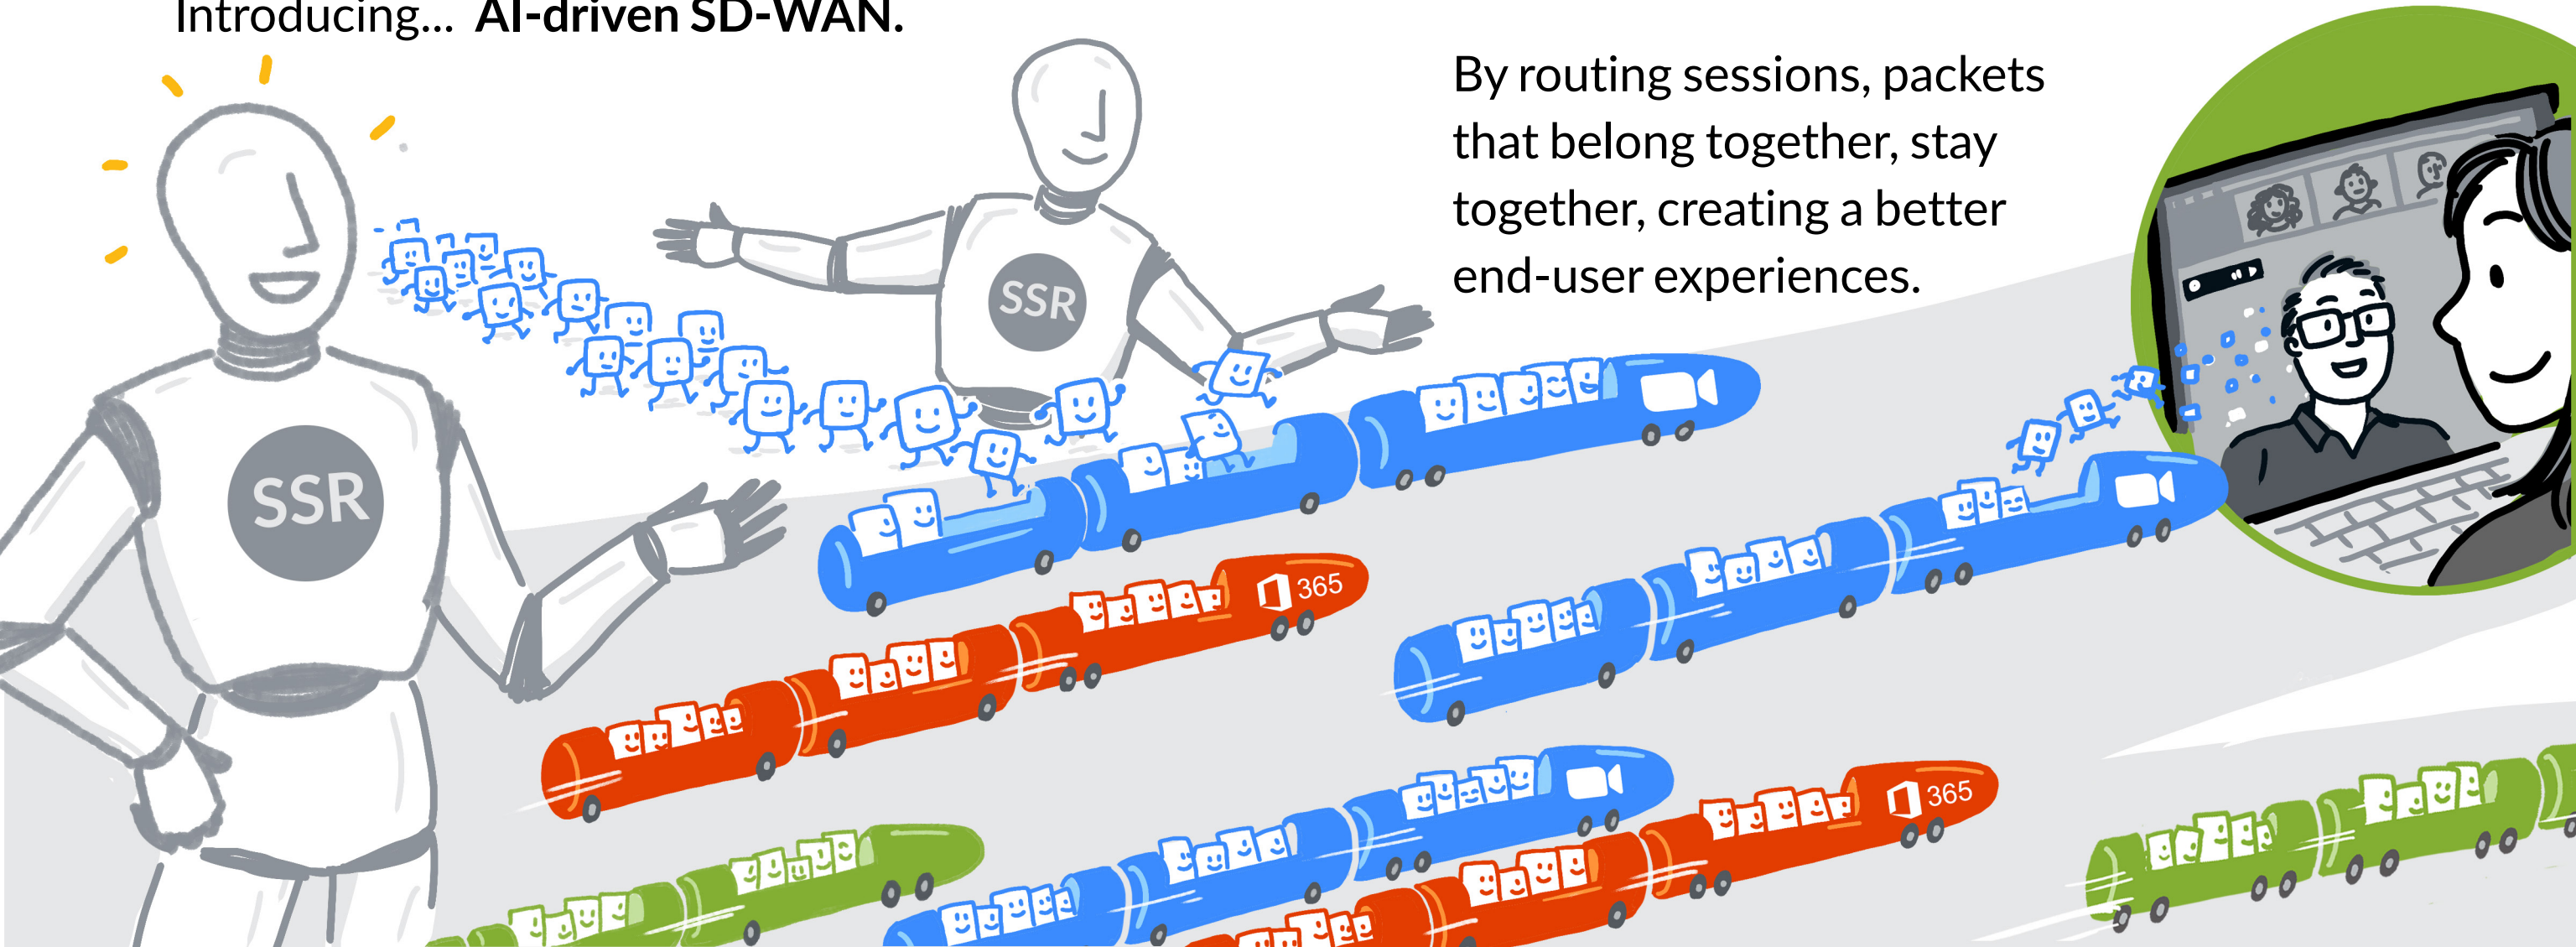 Introducing... AI-driven SD-WAN.
By routing sessions, packets
that belong together, stay
together, creating a better
end-user experiences.
SSR
SSR
365
365